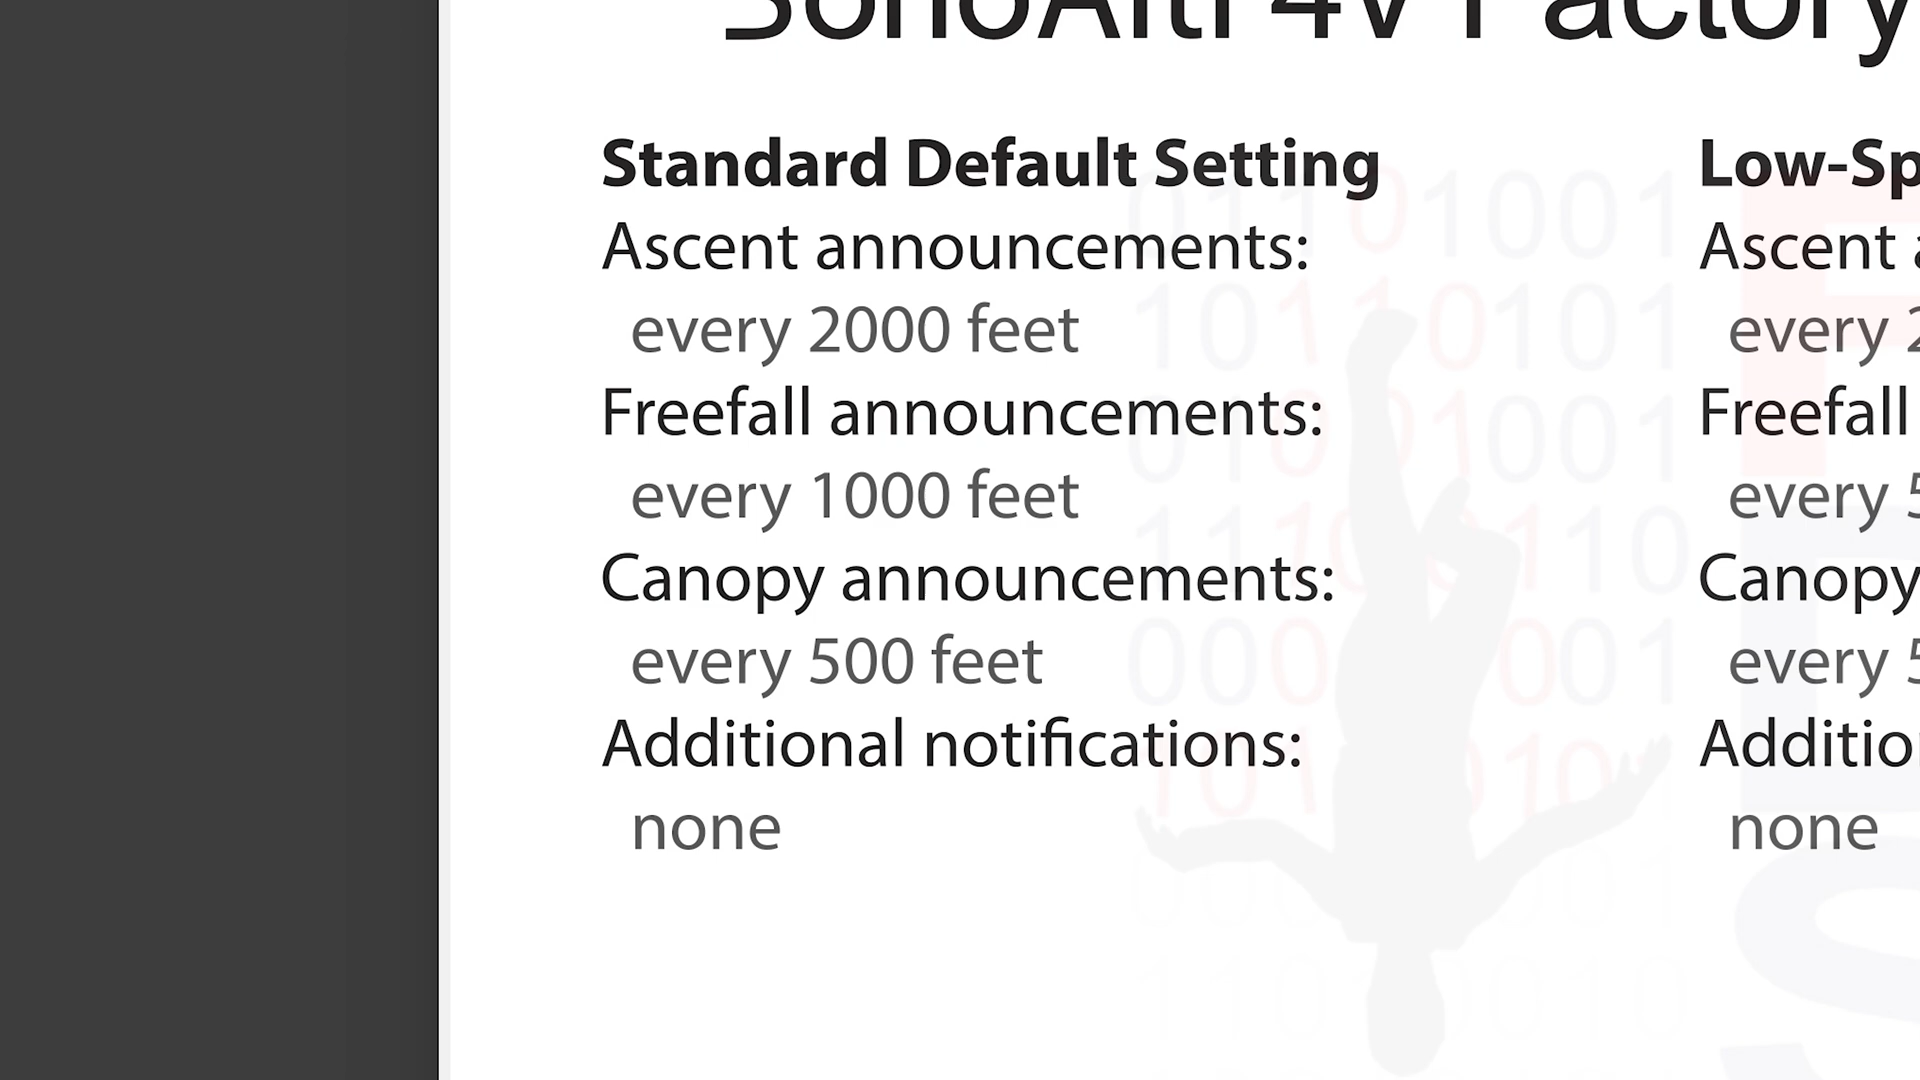 SonoAlti 4V Factory
Standard Default Setting
Ascent announcements:
every 2000 feet
Freefall announcements:
every 1000 feet
Canopy announcements:
every 500 feet
Additional notifications:
none
Low-Sp
Ascent
every 2
Freefall
every 5
Canopy
every 5
Additio
none